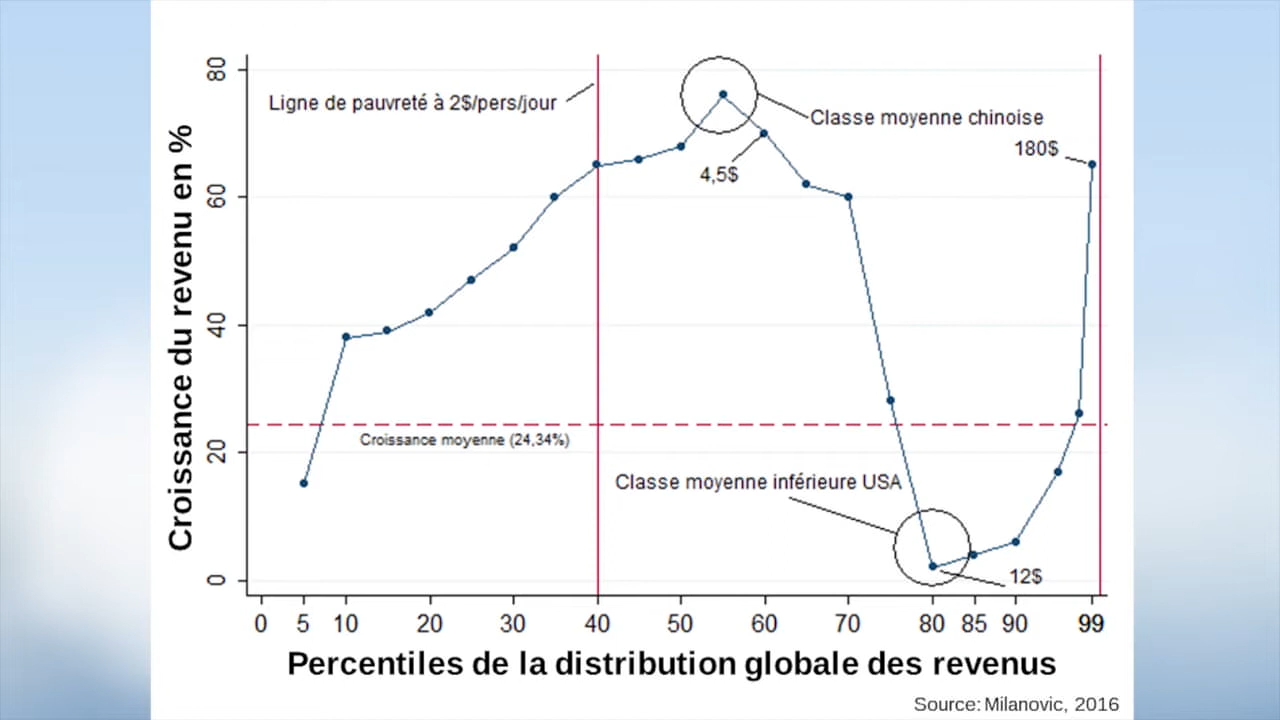 80
Ligne de pauvreté à 2$/pers/jour
Classe moyenne chinoise
180$
4,5$
60
40
Croissance du revenu en %
Croissance moyenne (24,34%)
20
Classe moyenne inférieure USA
12$
0
0 5 10 20 30 40 50 60 70 80 85 90 99
Percentiles de la distribution globale des revenus
Source: Milanovic, 2016